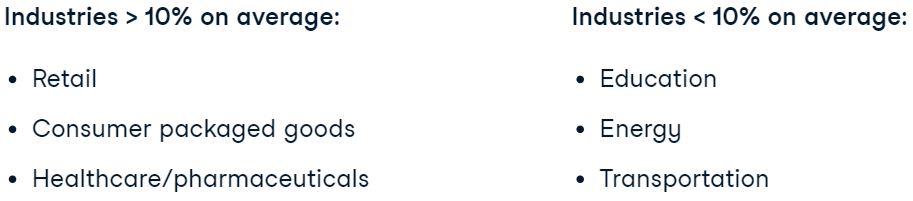 Industries > 10% on average:
• Retail
• Consumer packaged goods
• Healthcare/pharmaceuticals
Industries < 10% on average:
• Education
• Energy
• Transportation